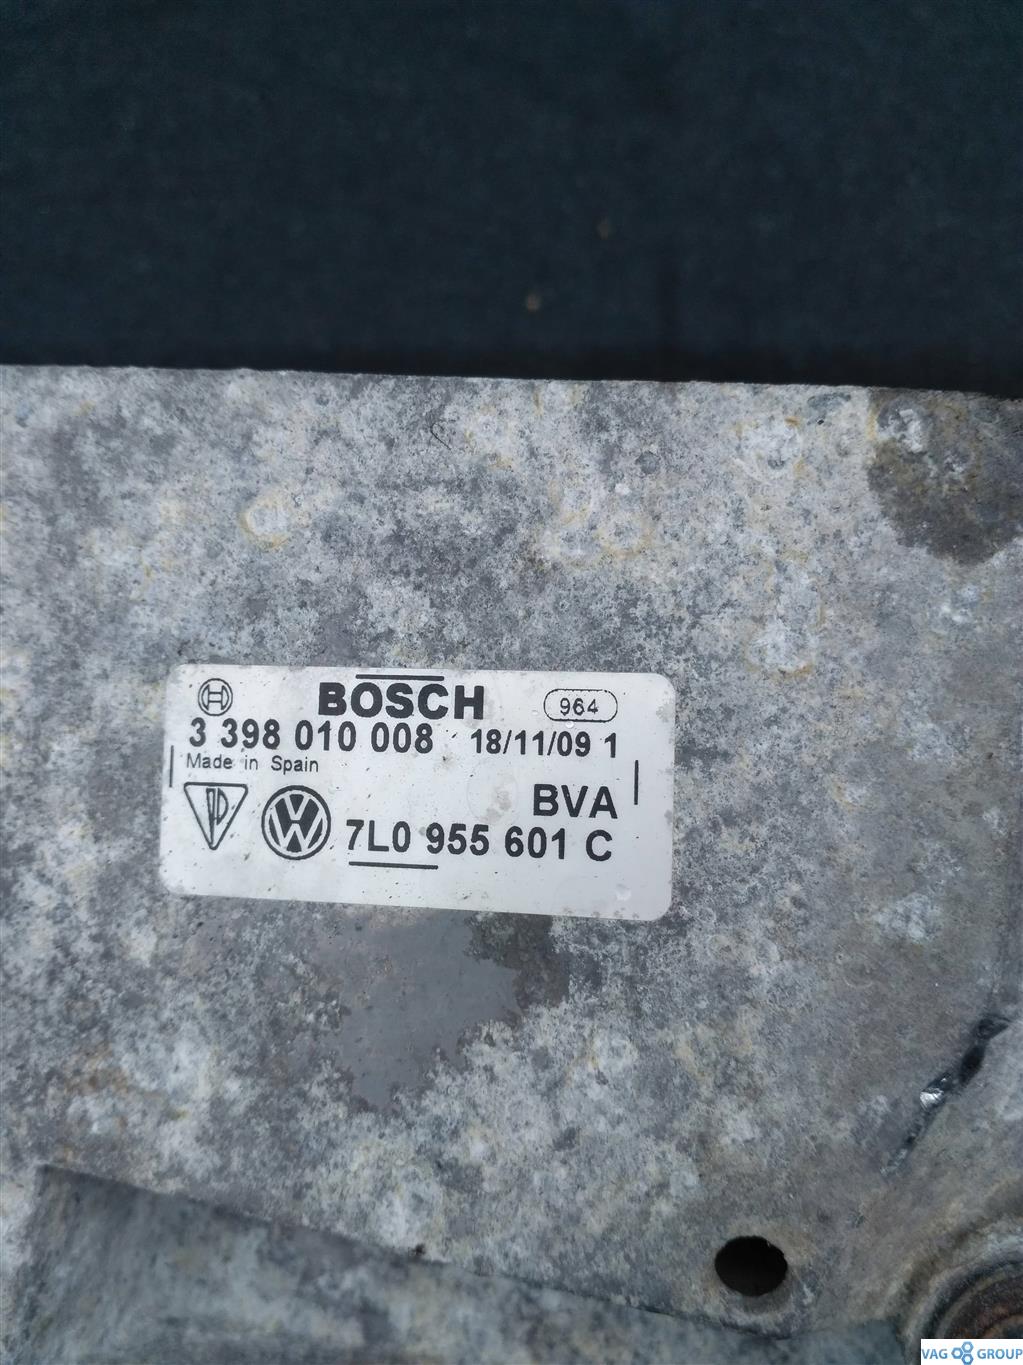 BOSCH 964
3 398 010 008 18/11/09 1
Made in Spain
BVA
7L0 955 601 C
VAG GROUP